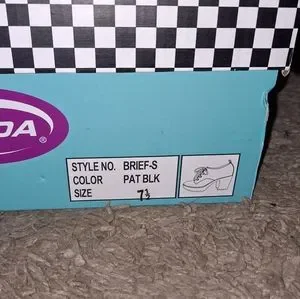 DA®
STYLE NO. BRIEF-S
COLOR PAT BLK
SIZE 7½